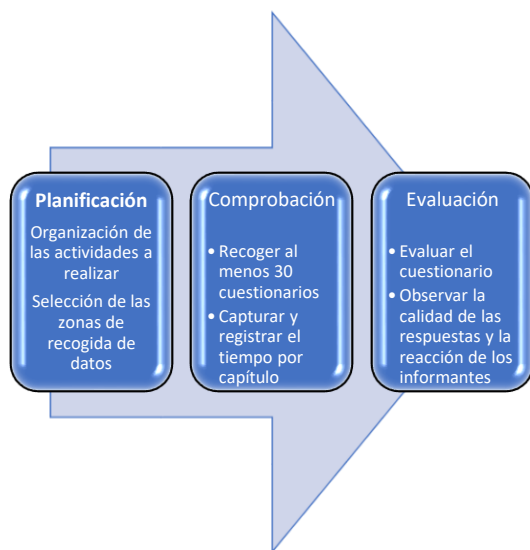 Planificación
Organización de
las actividades a
realizar
Selección de las
zonas de
recogida de
datos
Comprobación
• Recoger al
menos 30
cuestionarios
• Capturar y
registrar el
tiempo por
capítulo
Evaluación
• Evaluar el
cuestionario
• Observar la
calidad de las
respuestas y la
reacción de los
informantes